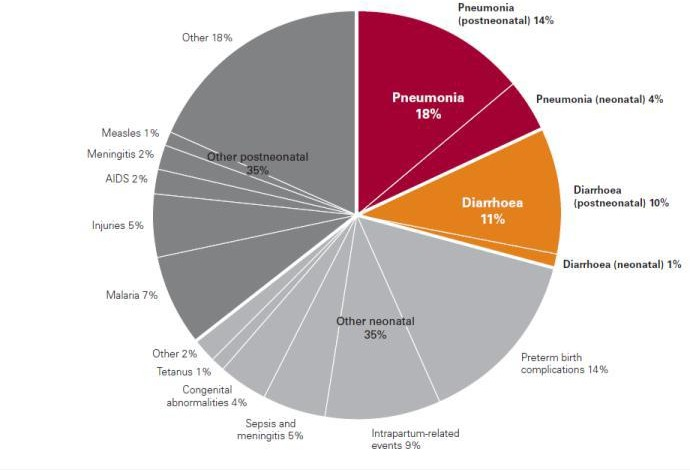 Pneumonia
(postneonatal) 14%
Other 18%
Pneumonia
18%
Pneumonia (neonatal) 4%
Measles 1%
Meningitis 2%
Other postneonatal
35%
AIDS 2%
Diarrhoea
(postneonatal) 10%
Diarrhoea
11%
Injuries 5%
Diarrhoea (neonatal) 1%
Malaria 7%
Other neonatal
35%
Other 2%
Tetanus 1%
Preterm birth
complications 14%
Congenital
abnormalities 4%
Sepsis and
meningitis 5%
Intrapartum-related
events 9%